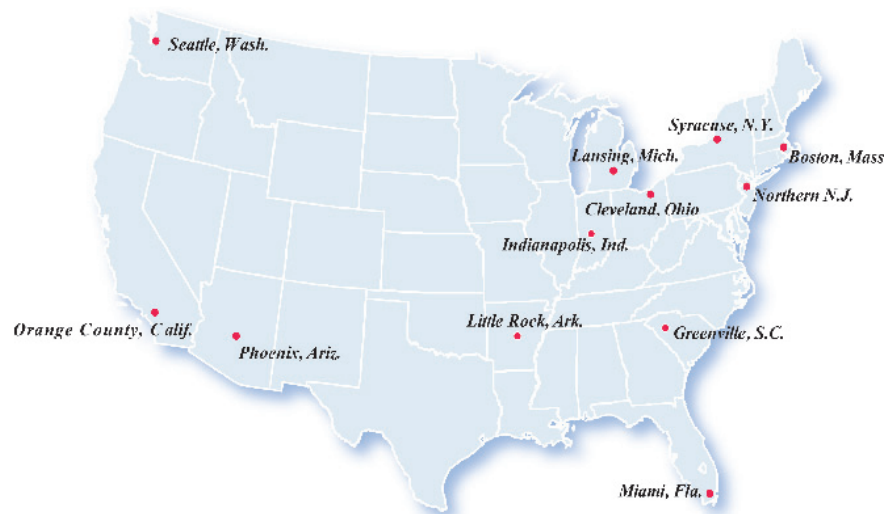 Seattle, Wash.
Syracuse, N.Y.
Lansing, Mich.
Boston, Mass
Northern N.J.
Cleveland, Ohio
Indianapolis, Ind.
Orange County, Calif.
Little Rock, Ark.
Greenville, S.C.
Phoenix, Ariz.
Miami, Fla.